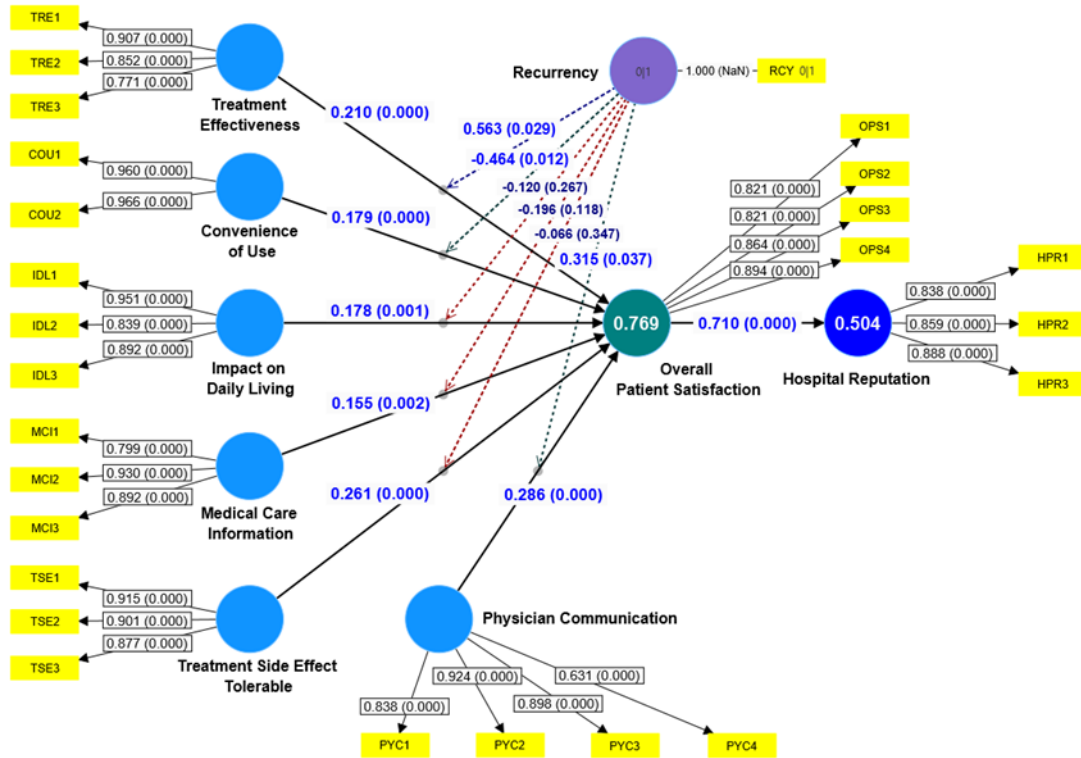 TRE1
0.907 (0.000)
TRE2
0.852 (0.000)
0.771 (0.000)
TRE3
Treatment
Effectiveness
0.210 (0.000)
Recurrency
0|1
1.000 (NaN)
RCY 0|1
0.563 (0.029)
-0.464 (0.012)
-0.120 (0.267)
-0.196 (0.118)
-0.066 (0.347)
0.315 (0.037)
COU1
0.960 (0.000)
0.966 (0.000)
COU2
Convenience
of Use
0.179 (0.000)
OPS1
OPS2
OPS3
OPS4
0.821 (0.000)
0.821 (0.000)
0.864 (0.000)
0.894 (0.000)
IDL1
0.951 (0.000)
IDL2
0.839 (0.000)
0.892 (0.000)
IDL3
Impact on
Daily Living
0.178 (0.001)
0.769
Overall
Patient Satisfaction
0.710 (0.000)
0.504
Hospital Reputation
HPR1
0.838 (0.000)
0.859 (0.000)
HPR2
0.888 (0.000)
HPR3
MCI1
0.799 (0.000)
MCI2
0.930 (0.000)
0.892 (0.000)
MCI3
Medical Care
Information
0.155 (0.002)
0.261 (0.000)
0.286 (0.000)
TSE1
0.915 (0.000)
TSE2
0.901 (0.000)
0.877 (0.000)
TSE3
Treatment Side Effect
Tolerable
Physician Communication
0.838 (0.000)
0.924 (0.000)
0.898 (0.000)
0.631 (0.000)
PYC1
PYC2
PYC3
PYC4